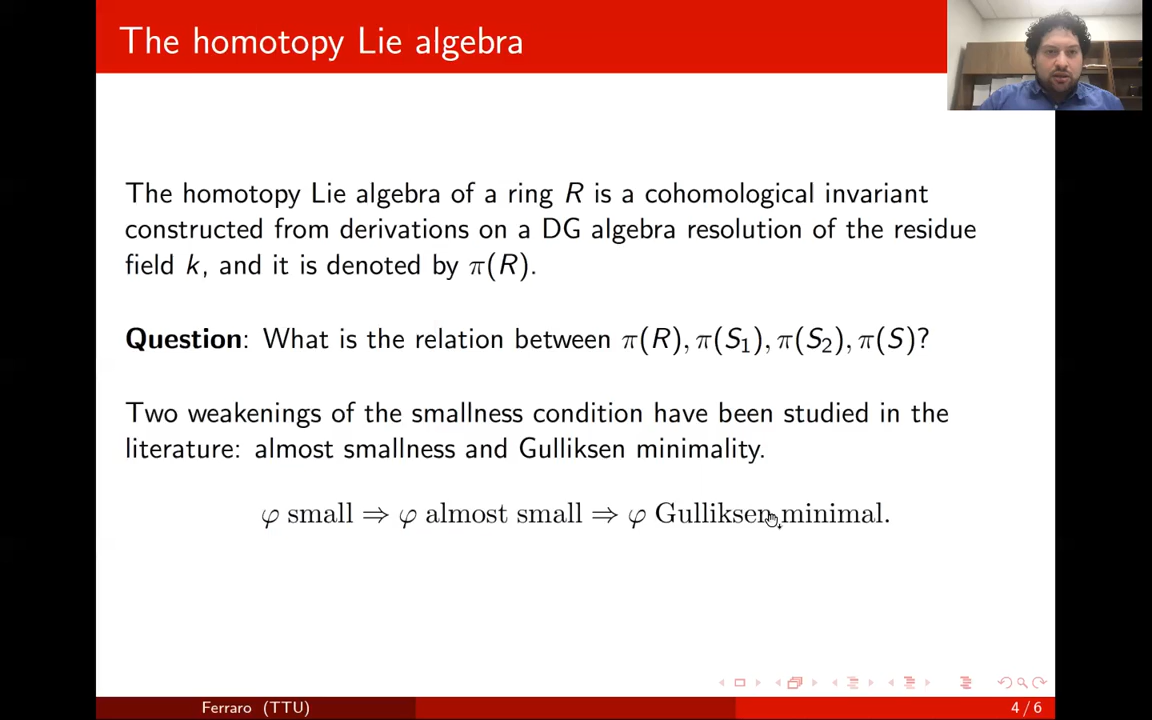 The homotopy Lie algebra
The homotopy Lie algebra of a ring R is a cohomological invariant
constructed from derivations on a DG algebra resolution of the residue
field k, and it is denoted by π(R).
Question: What is the relation between π(R), π(S₁), π(S₂), π(S)?
Two weakenings of the smallness condition have been studied in the
literature: almost smallness and Gulliksen minimality.
φ small ⇒ φ almost small ⇒ φ Gulliksen minimal.
Ferraro (TTU)
4 / 6